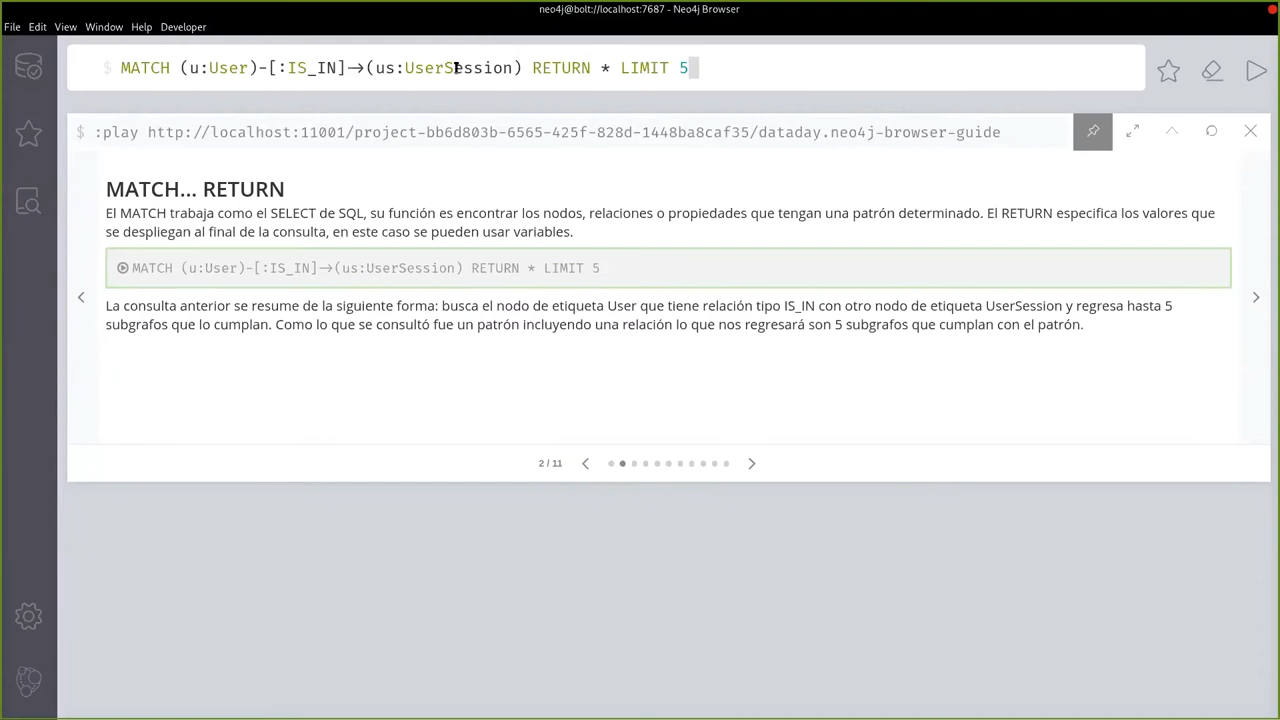 neo4j@bolt://localhost:7687 - Neo4j Browser
File Edit View Window Help Developer
$ MATCH (u:User)-[:IS_IN]->(us:UserSession) RETURN * LIMIT 5
$ :play http://localhost:11001/project-bb6d803b-6565-425f-828d-1448ba8caf35/dataday.neo4j-browser-guide
MATCH... RETURN
El MATCH trabaja como el SELECT de SQL, su función es encontrar los nodos, relaciones o propiedades que tengan una patrón determinado. El RETURN especifica los valores que
se despliegan al final de la consulta, en este caso se pueden usar variables.
MATCH (u:User)-[:IS_IN]->(us:UserSession) RETURN * LIMIT 5
La consulta anterior se resume de la siguiente forma: busca el nodo de etiqueta User que tiene relación tipo IS_IN con otro nodo de etiqueta UserSession y regresa hasta 5
subgrafos que lo cumplan. Como lo que se consultó fue un patrón incluyendo una relación lo que nos regresará son 5 subgrafos que cumplan con el patrón.
2 / 11